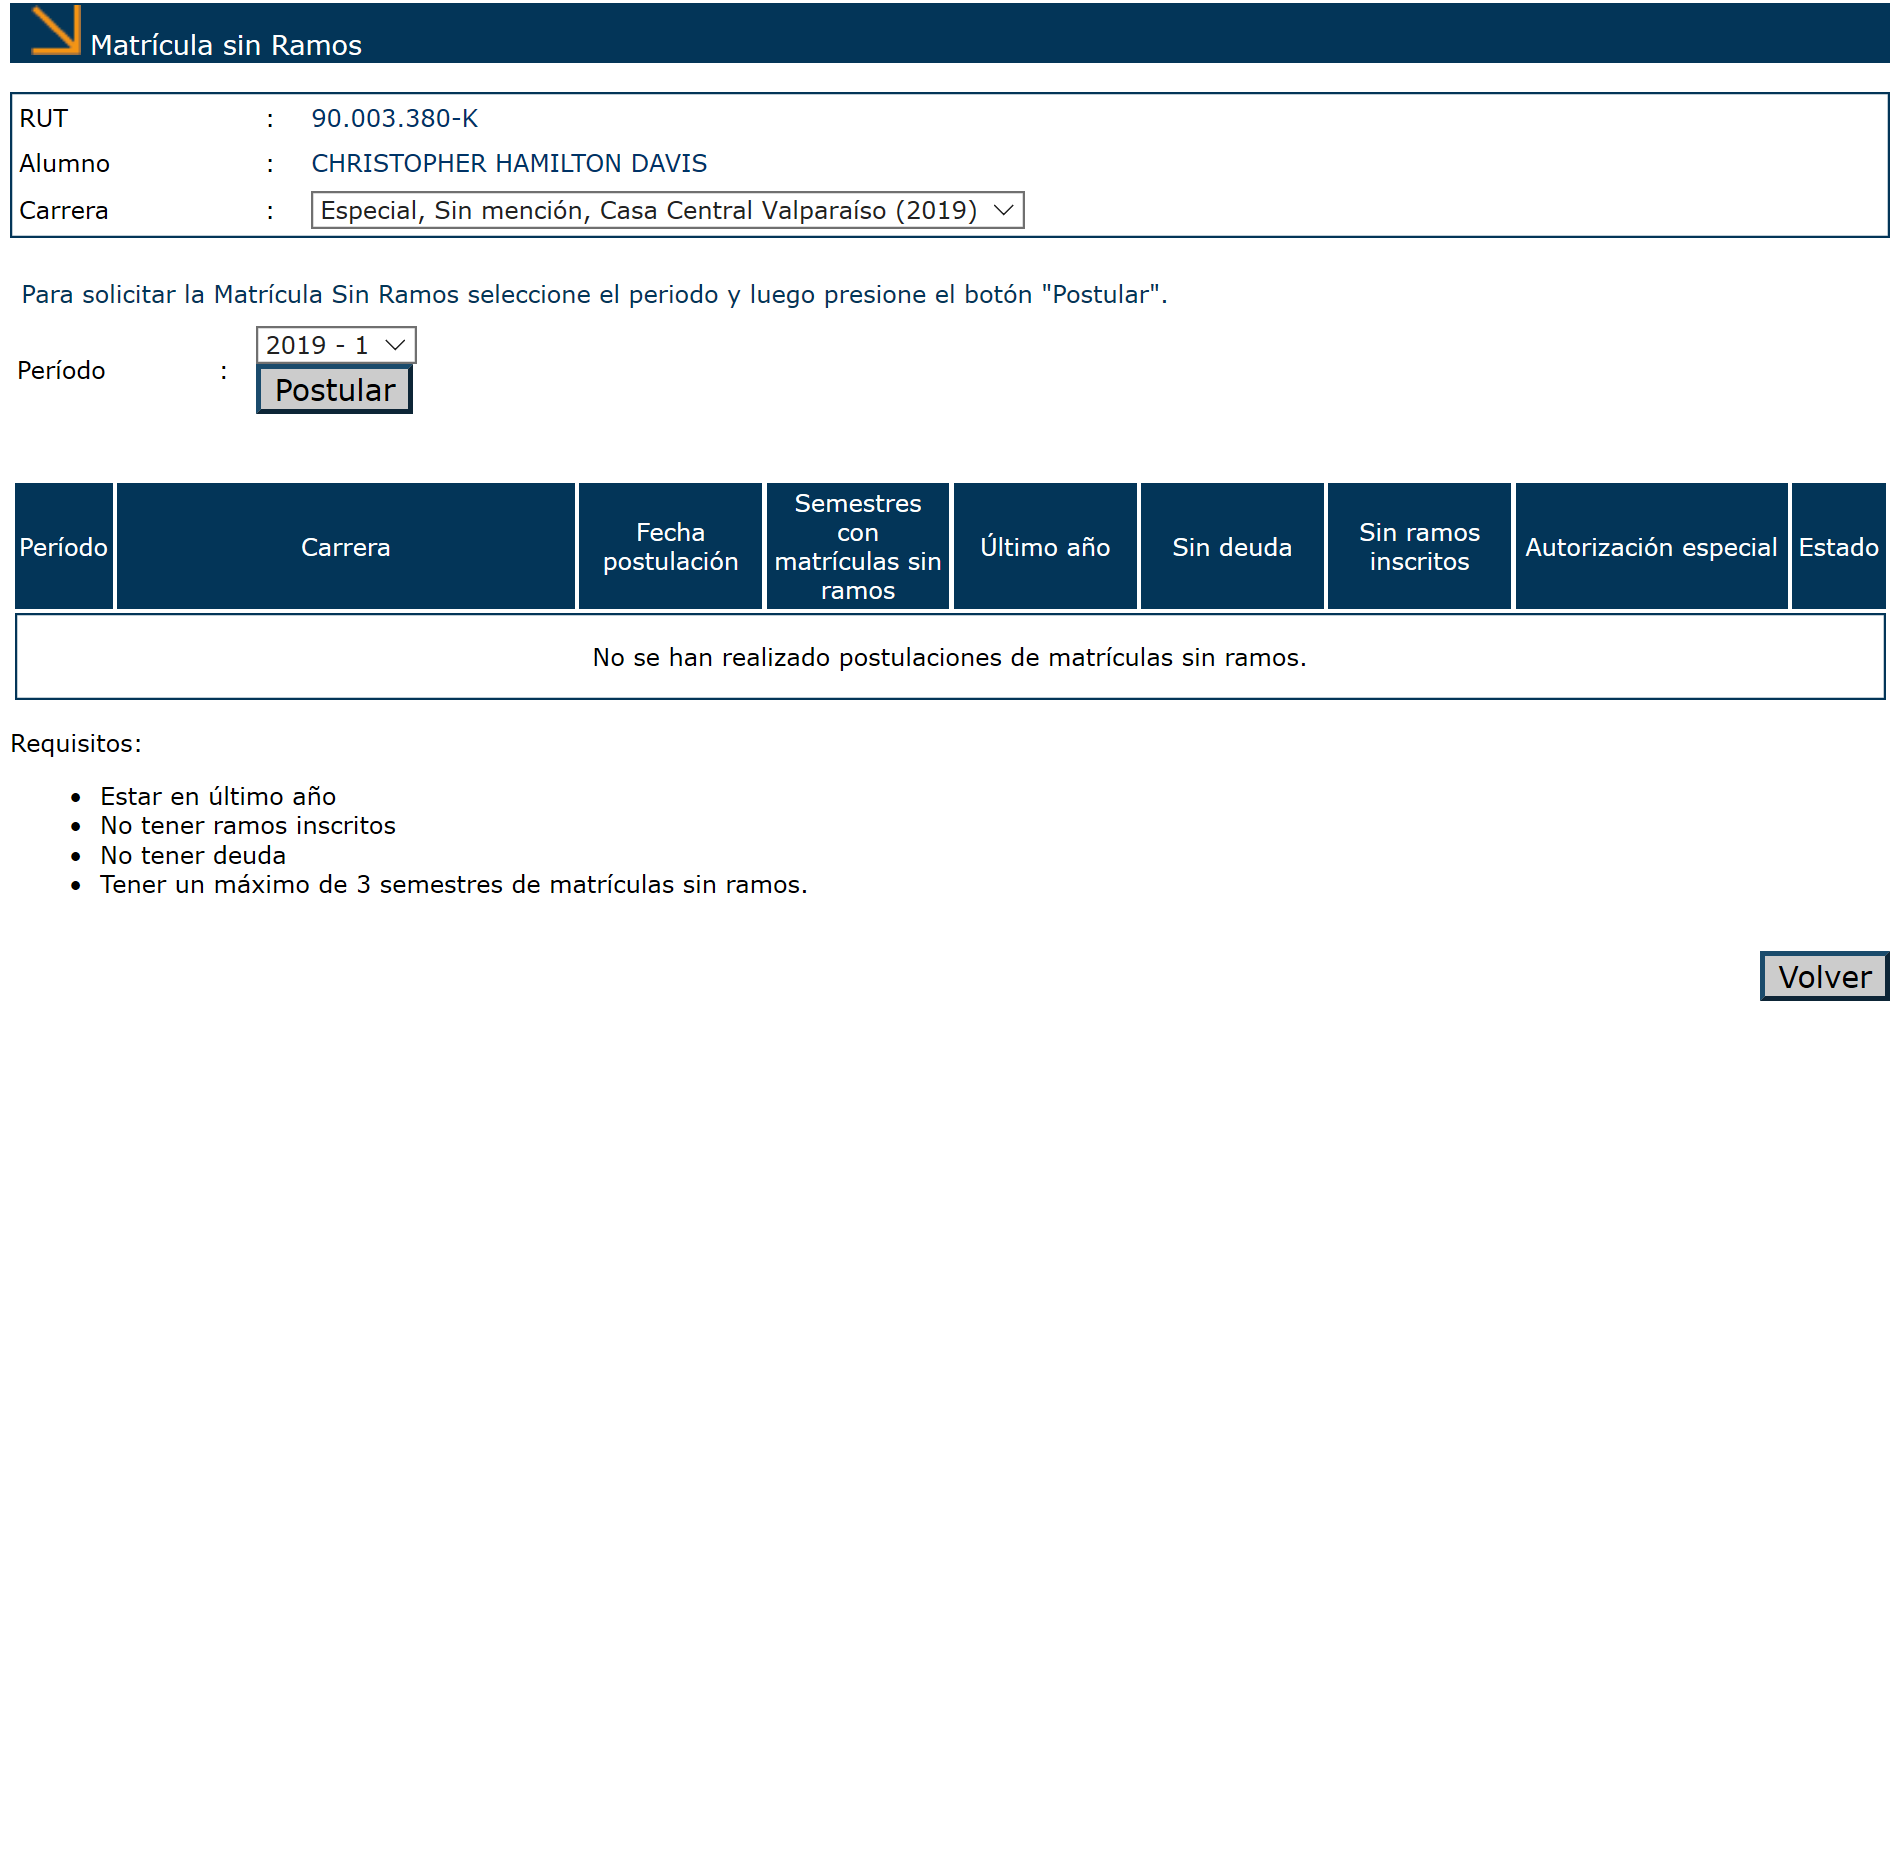 Matrícula sin Ramos
RUT : 90.003.380-K
Alumno : CHRISTOPHER HAMILTON DAVIS
Carrera : Especial, Sin mención, Casa Central Valparaíso (2019)
Para solicitar la Matrícula Sin Ramos seleccione el periodo y luego presione el botón "Postular".
Período : 2019 - 1
Postular
Período Carrera Fecha postulación Semestres con matrículas sin ramos Último año Sin deuda Sin ramos inscritos Autorización especial Estado
No se han realizado postulaciones de matrículas sin ramos.
Requisitos:
• Estar en último año
• No tener ramos inscritos
• No tener deuda
• Tener un máximo de 3 semestres de matrículas sin ramos.
Volver